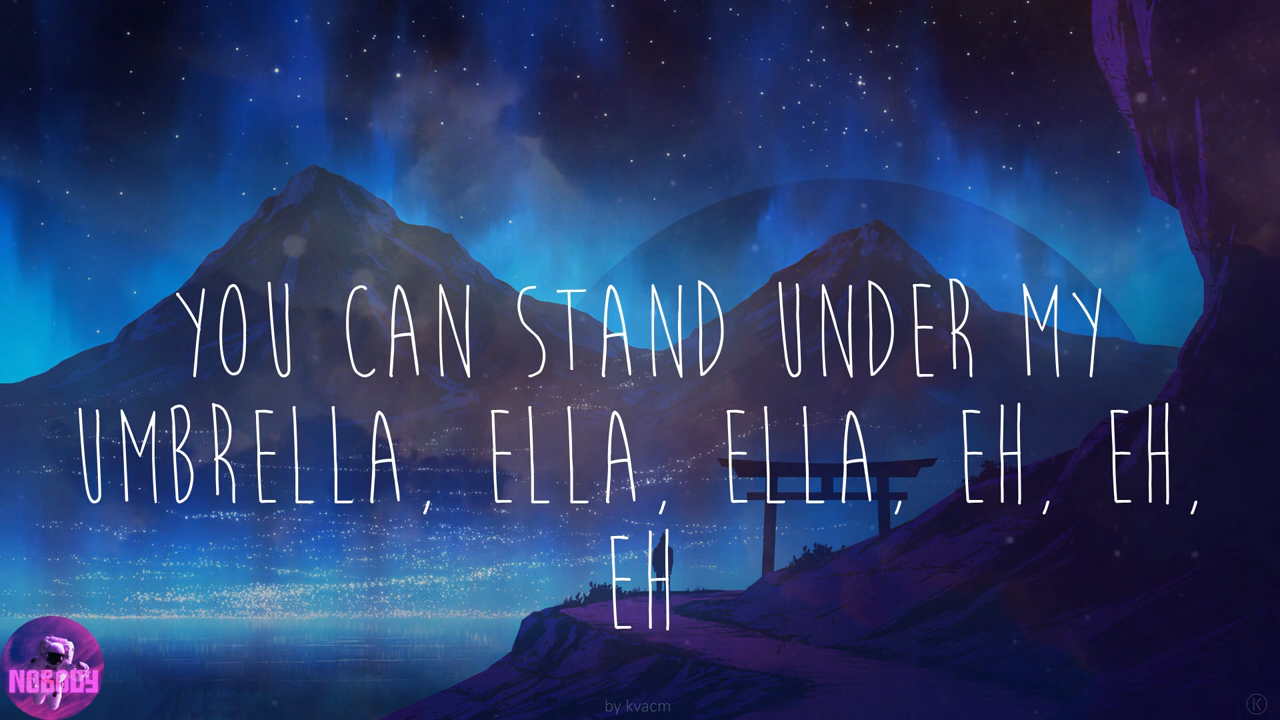 YOU CAN STAND UNDER MY
UMBRELLA, ELLA, ELLA, EH, EH,
EH
NOBODY
by kvacm
K